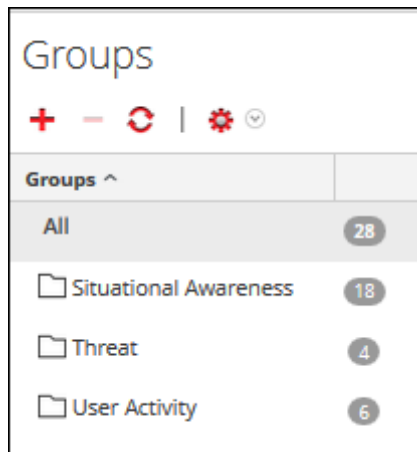 Groups
Groups
All 28
Situational Awareness 18
Threat 4
User Activity 6